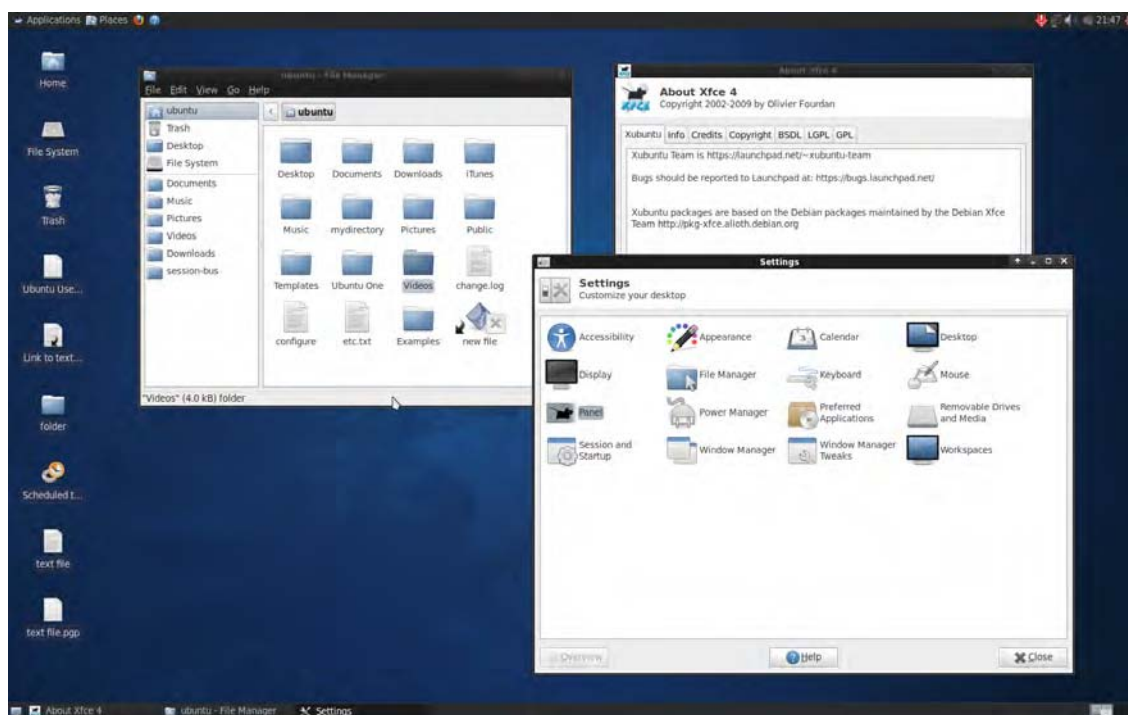 Applications Places 21:47
Home
File System
Trash
Ubuntu Use...
Link to text...
folder
Scheduled t...
text file
text file.pgp
ubuntu - File Manager
File Edit View Go Help
ubuntu
Trash
Desktop
File System
Documents
Music
Pictures
Videos
Downloads
session-bus
ubuntu
Desktop Documents Downloads iTunes
Music mydirectory Pictures Public
Templates Ubuntu One Videos change.log
configure etc.txt Examples new file
"Videos" (4.0 kB) folder
About Xfce 4
About Xfce 4
Copyright 2002-2009 by Olivier Fourdan
Xubuntu Info Credits Copyright BSDL LGPL GPL
Xubuntu Team is https://launchpad.net/~xubuntu-team
Bugs should be reported to Launchpad at: https://bugs.launchpad.net/
Xubuntu packages are based on the Debian packages maintained by the Debian Xfce
Team http://pkg-xfce.alioth.debian.org
Settings
Settings
Customize your desktop
Accessibility Appearance Calendar Desktop
Display File Manager Keyboard Mouse
Panel Power Manager Preferred Applications Removable Drives and Media
Session and Startup Window Manager Window Manager Tweaks Workspaces
Overview Help Close
About Xfce 4 ubuntu - File Manager Settings